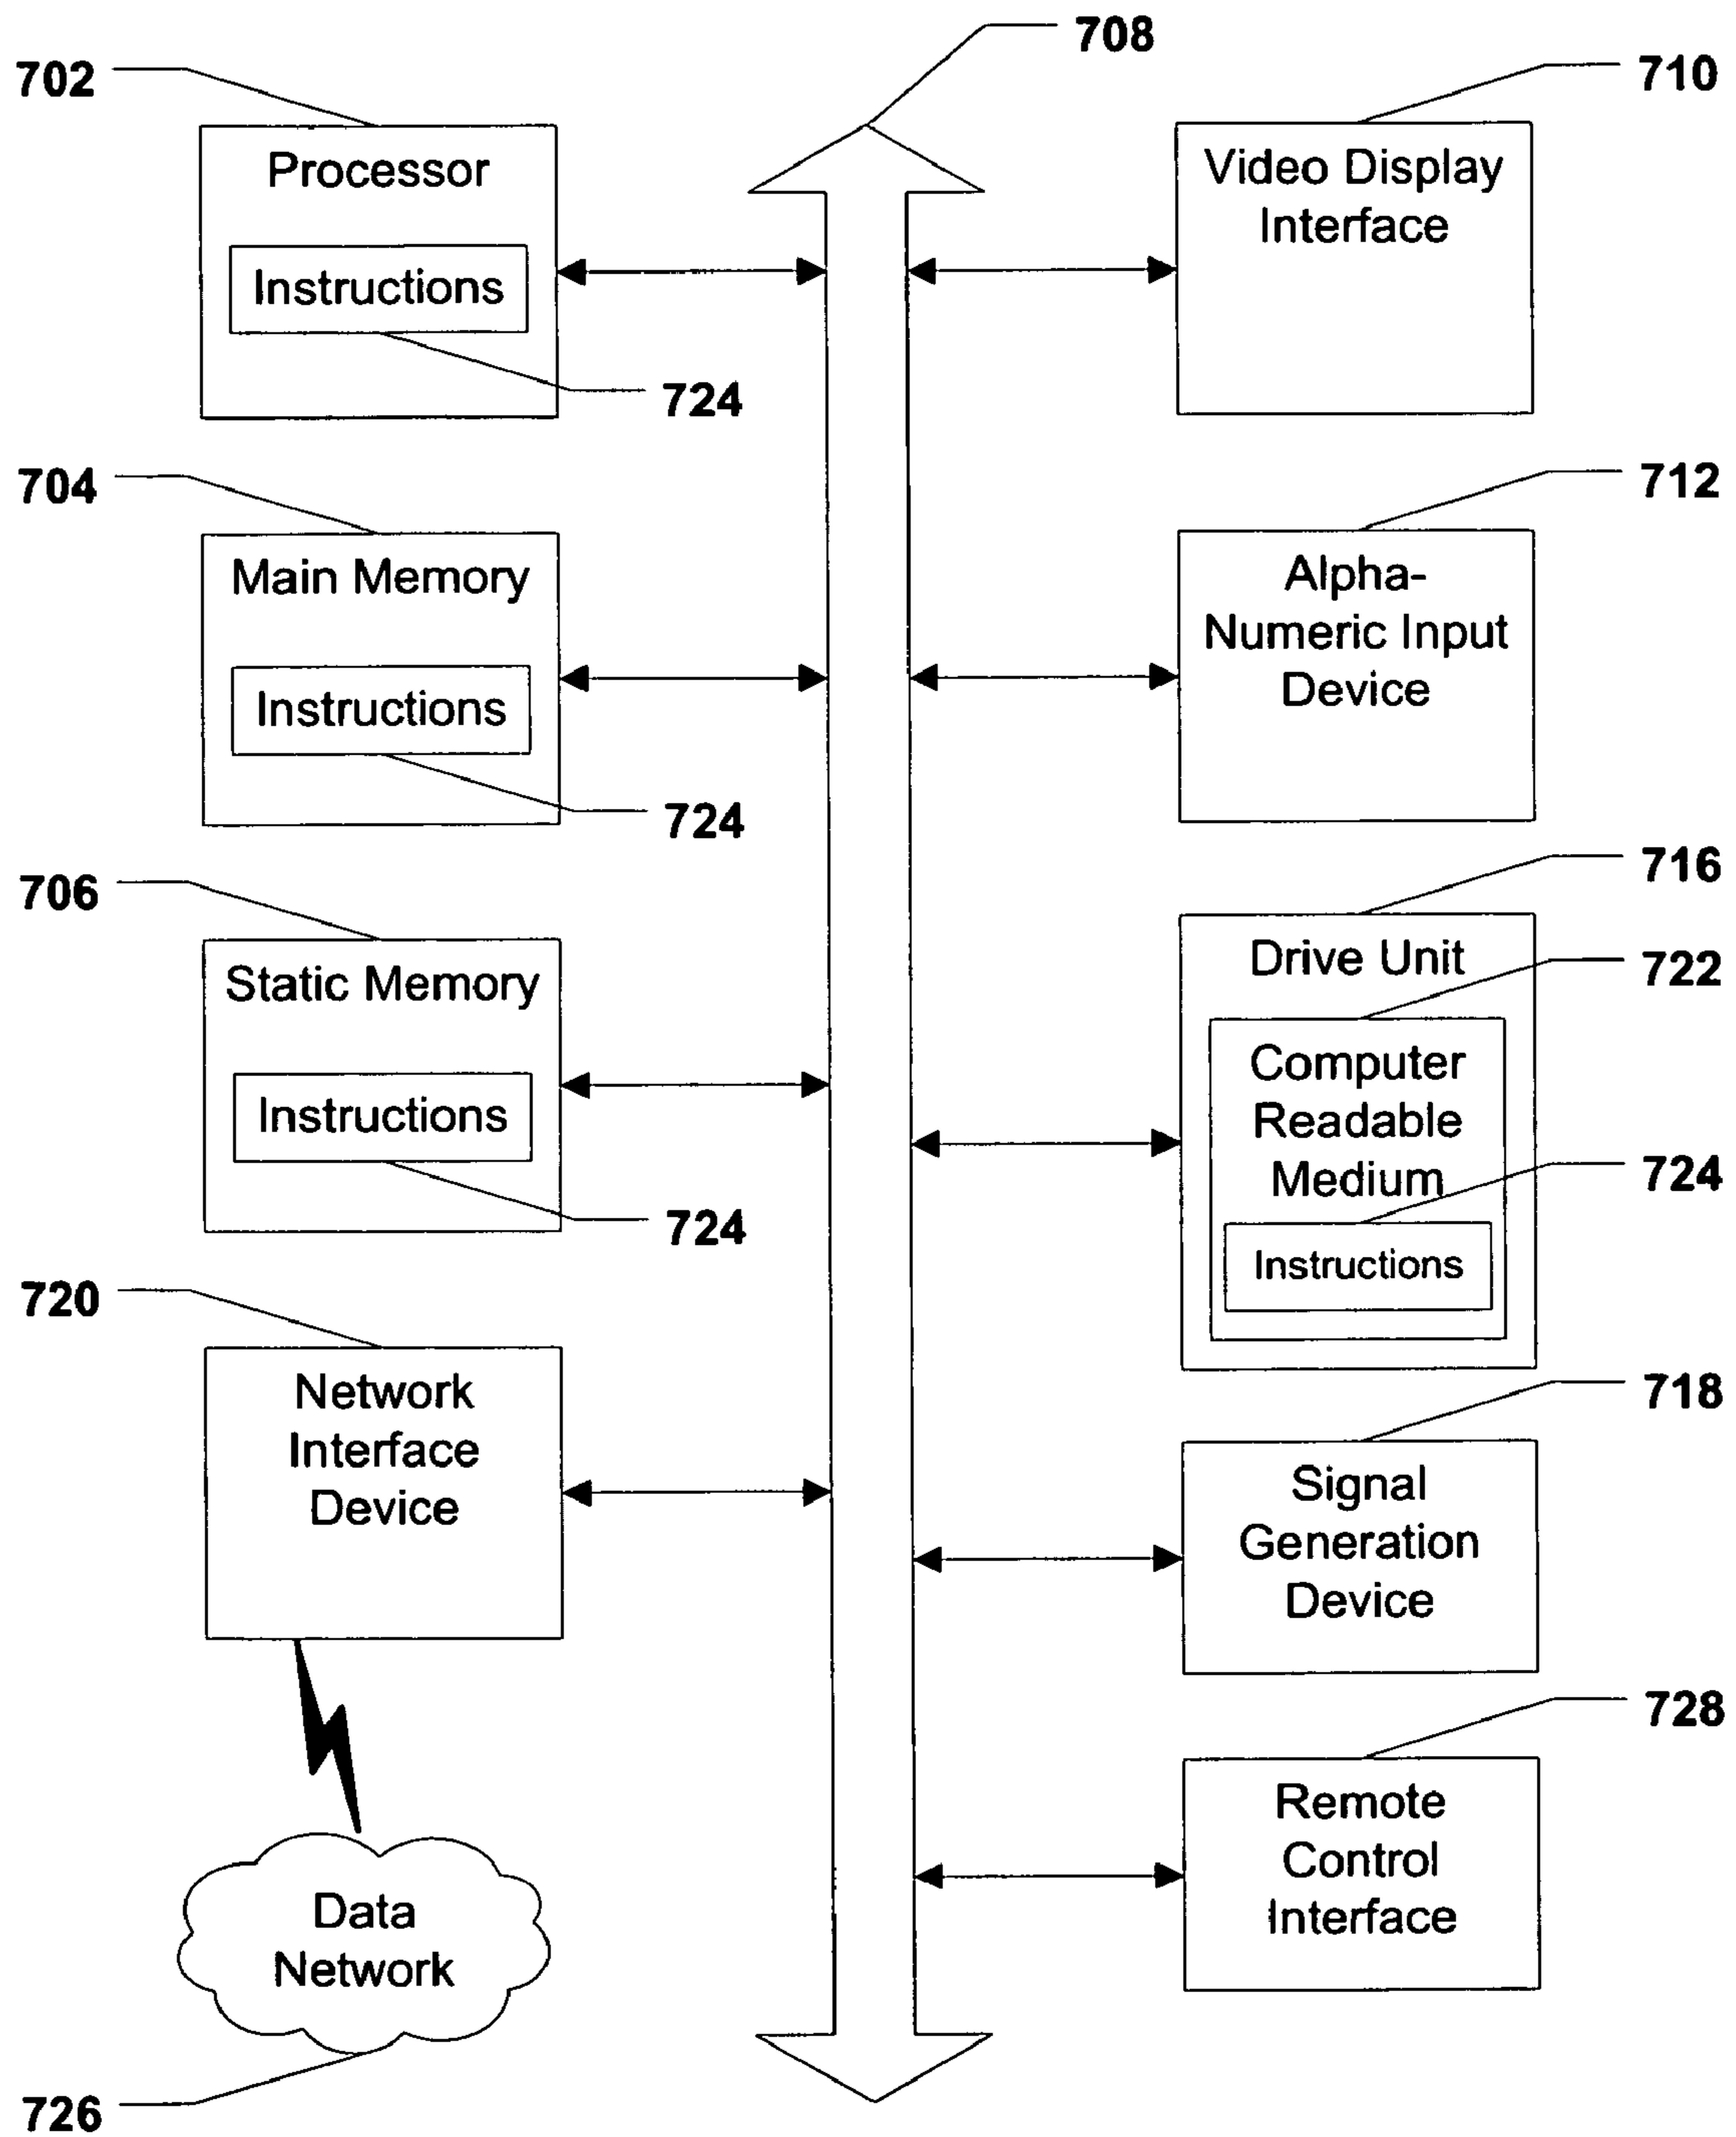 708
702
Processor
Instructions
724
704
Main Memory
Instructions
724
706
Static Memory
Instructions
724
720
Network
Interface
Device
Data
Network
726
710
Video Display
Interface
712
Alpha-
Numeric Input
Device
716
Drive Unit
722
Computer
Readable
Medium
724
Instructions
718
Signal
Generation
Device
728
Remote
Control
Interface